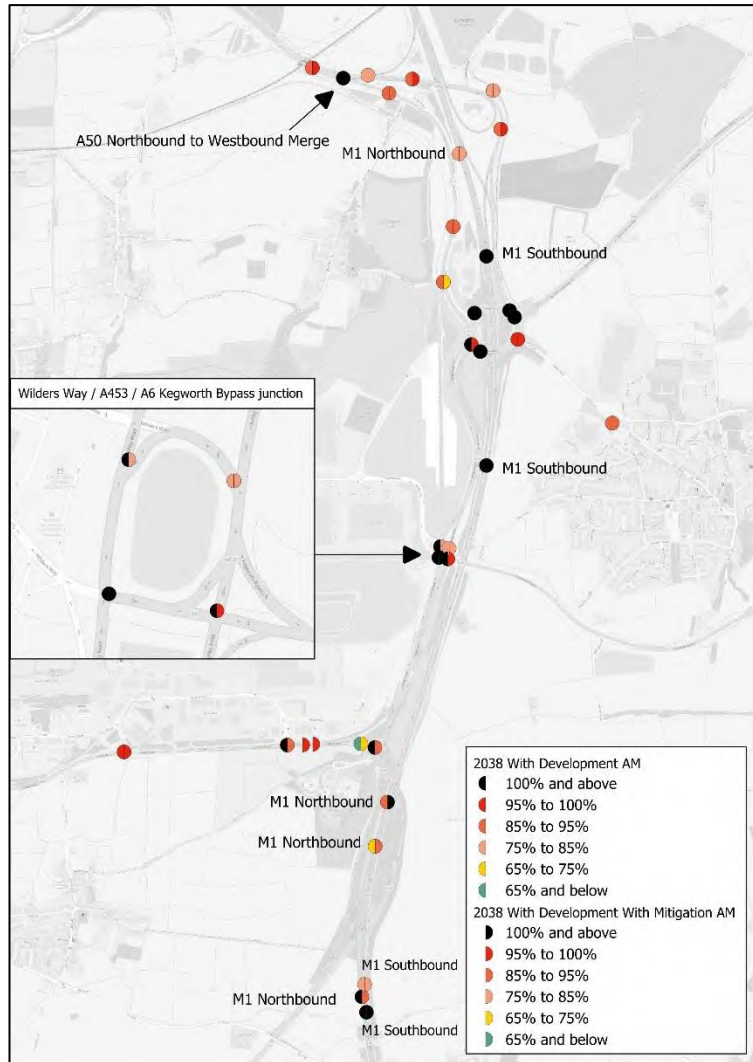 A50 Northbound to Westbound Merge
M1 Northbound
M1 Southbound
Wilders Way / A453 / A6 Kegworth Bypass junction
M1 Southbound
M1 Northbound
M1 Northbound
M1 Southbound
M1 Northbound
M1 Southbound
2038 With Development AM
100% and above
95% to 100%
85% to 95%
75% to 85%
65% to 75%
65% and below
2038 With Development With Mitigation AM
100% and above
95% to 100%
85% to 95%
75% to 85%
65% to 75%
65% and below